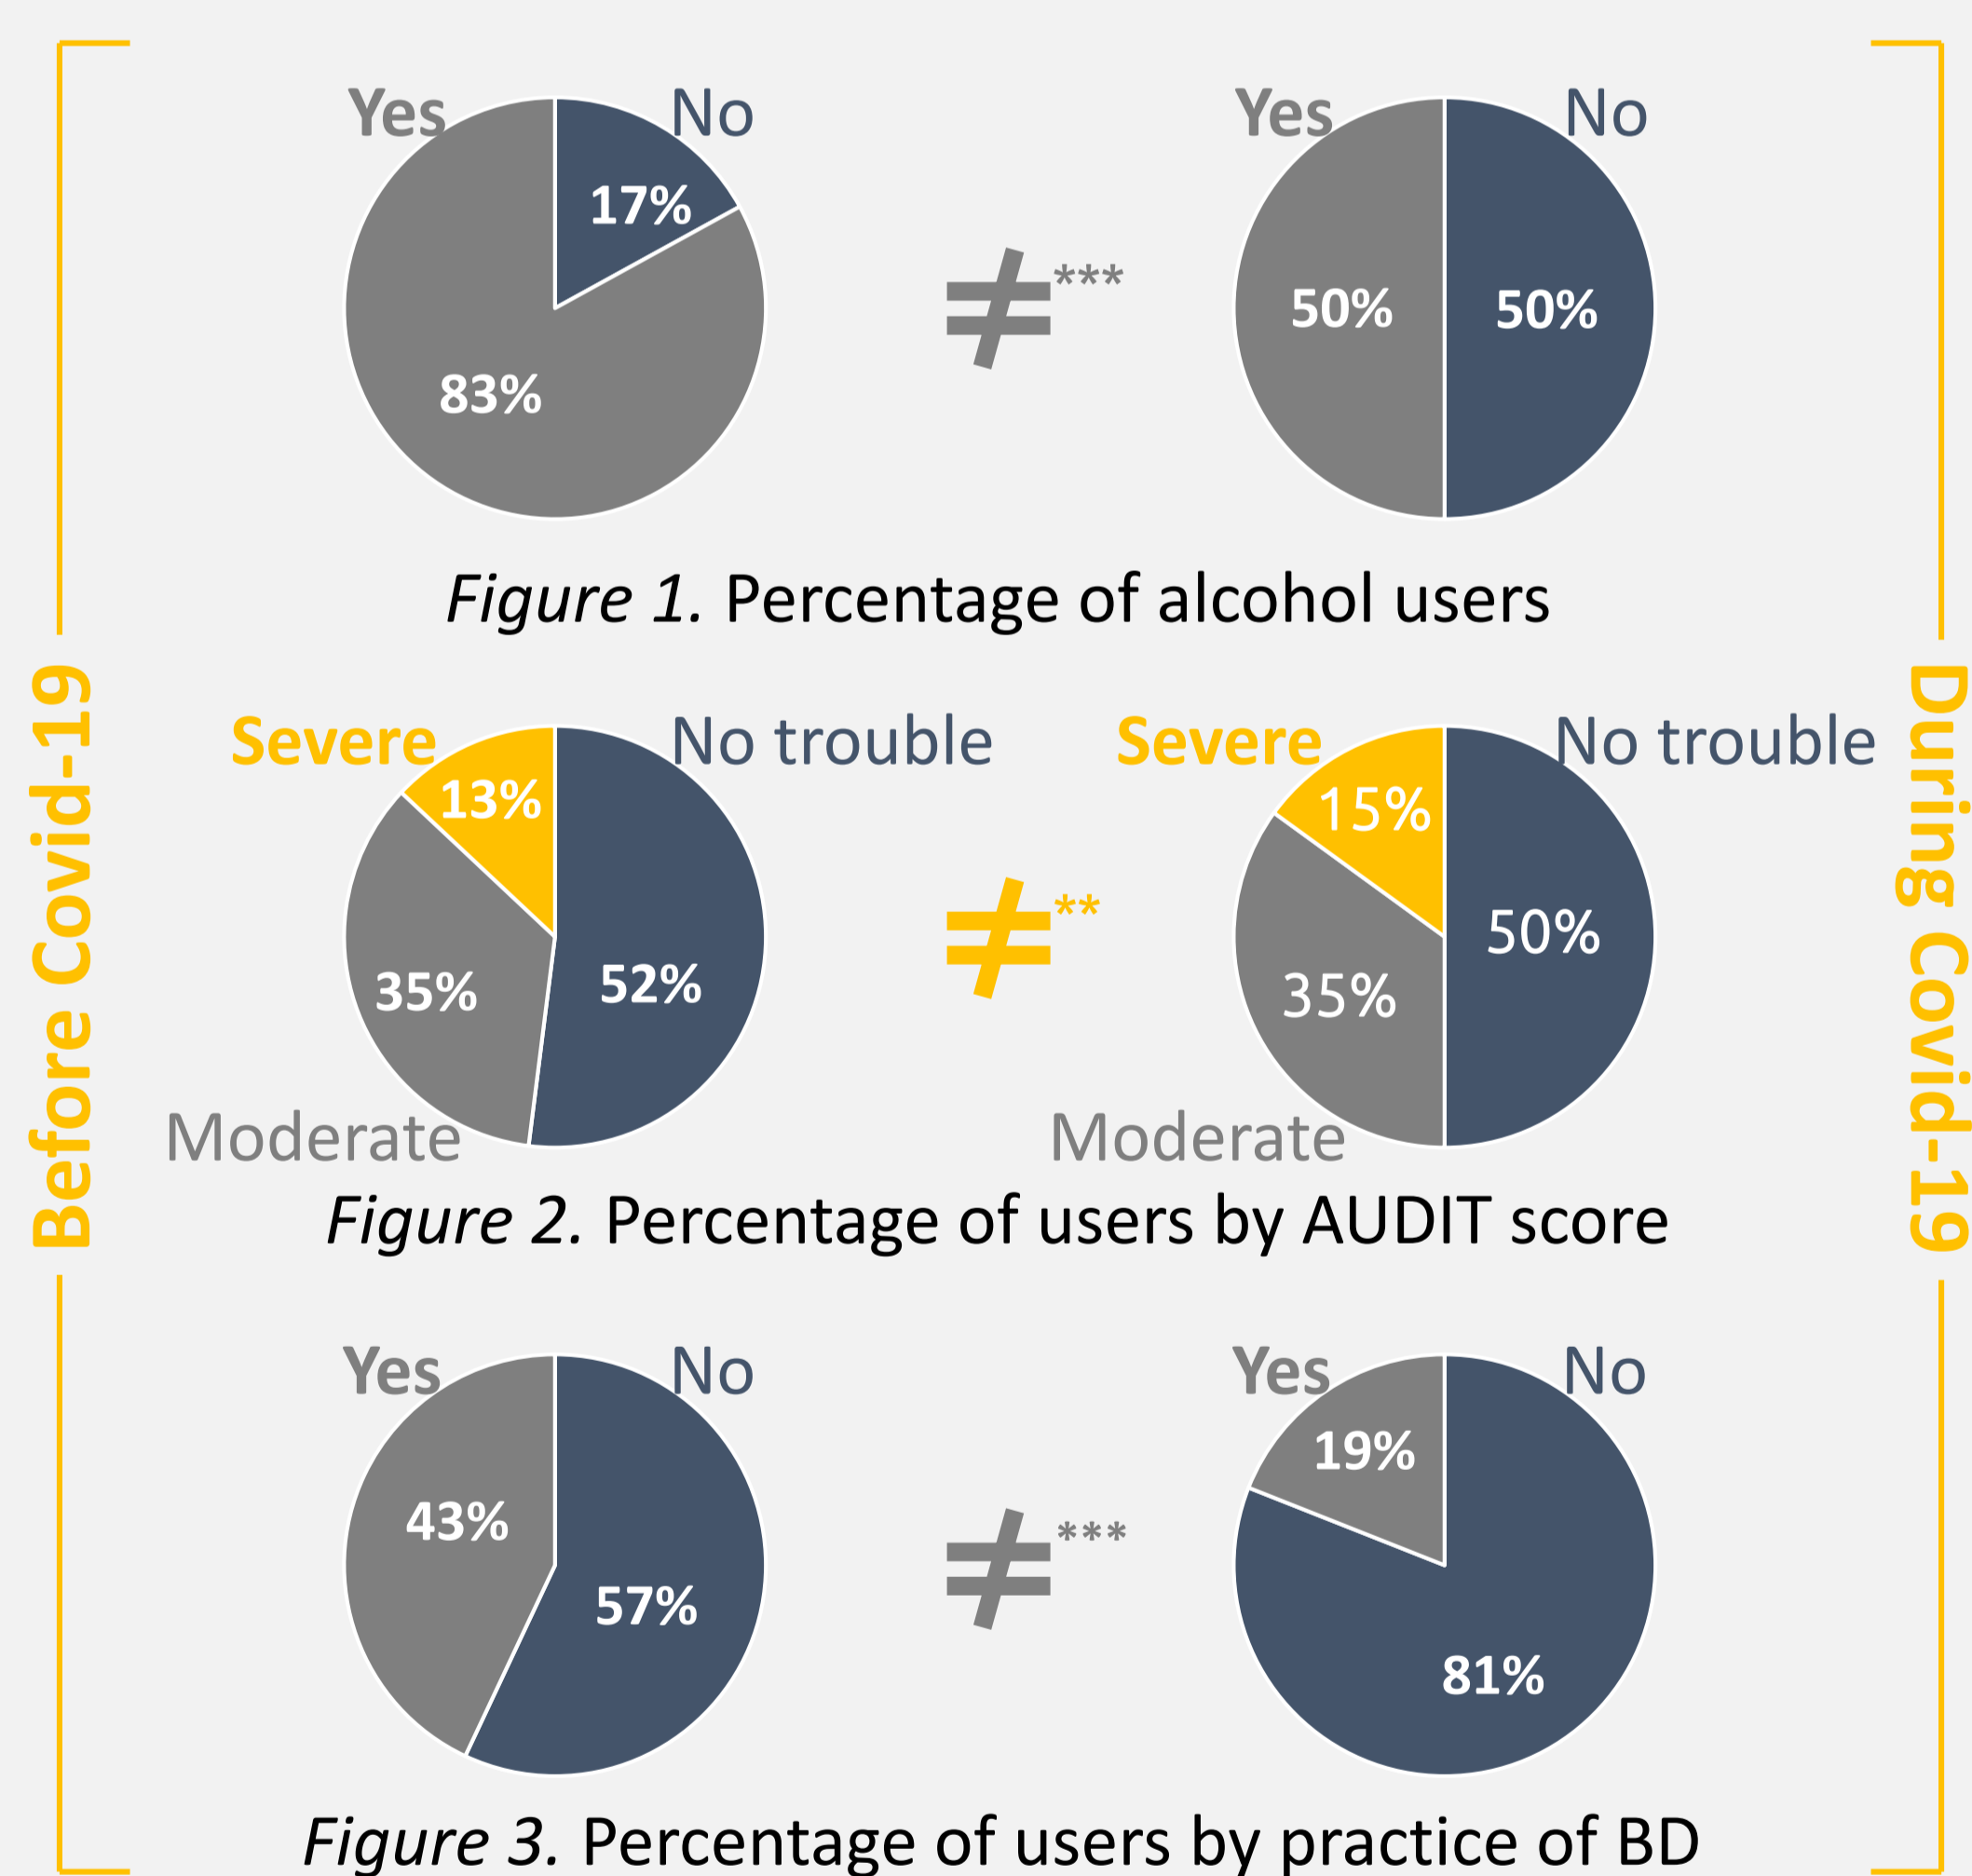 Yes No
17%
83%
≠***
Yes No
50% 50%
Figure 1. Percentage of alcohol users
Before Covid-19
During Covid-19
Severe No trouble
13%
35% 52%
Moderate
≠**
Severe No trouble
15%
50%
35%
Moderate
Figure 2. Percentage of users by AUDIT score
Yes No
43%
57%
≠***
Yes No
19%
81%
Figure 3. Percentage of users by practice of BD